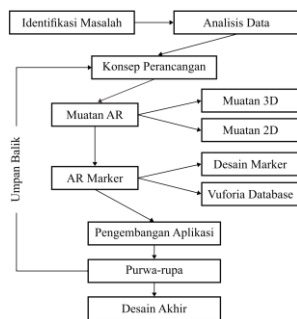 Identifikasi Masalah
Analisis Data
Konsep Perancangan
Muatan AR
Muatan 3D
Muatan 2D
AR Marker
Desain Marker
Vuforia Database
Umpan Balik
Pengembangan Aplikasi
Purwa-rupa
Desain Akhir